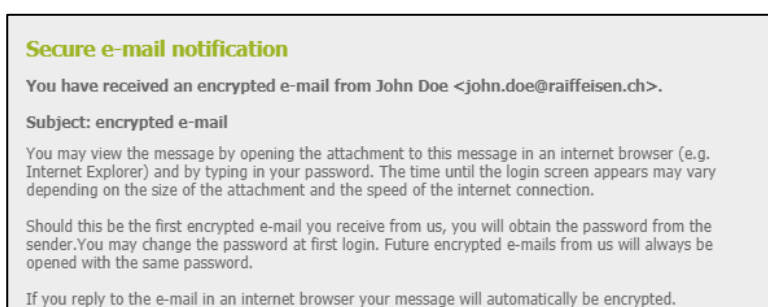 Secure e-mail notification
You have received an encrypted e-mail from John Doe <john.doe@raiffeisen.ch>.
Subject: encrypted e-mail
You may view the message by opening the attachment to this message in an internet browser (e.g.
Internet Explorer) and by typing in your password. The time until the login screen appears may vary
depending on the size of the attachment and the speed of the internet connection.
Should this be the first encrypted e-mail you receive from us, you will obtain the password from the
sender.You may change the password at first login. Future encrypted e-mails from us will always be
opened with the same password.
If you reply to the e-mail in an internet browser your message will automatically be encrypted.